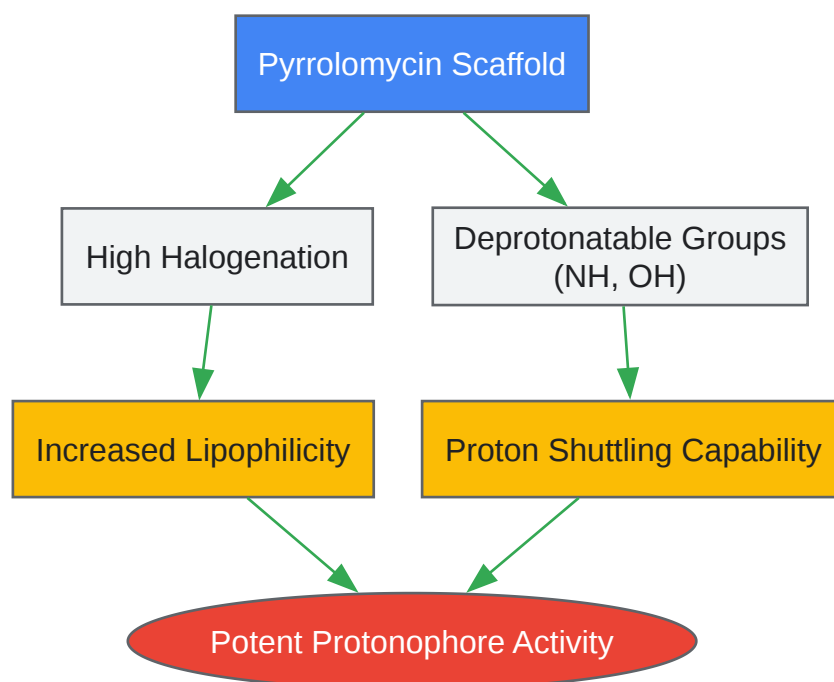 Pyrrolomycin Scaffold
High Halogenation
Deprotonatable Groups
(NH, OH)
Increased Lipophilicity
Proton Shuttling Capability
Potent Protonophore Activity